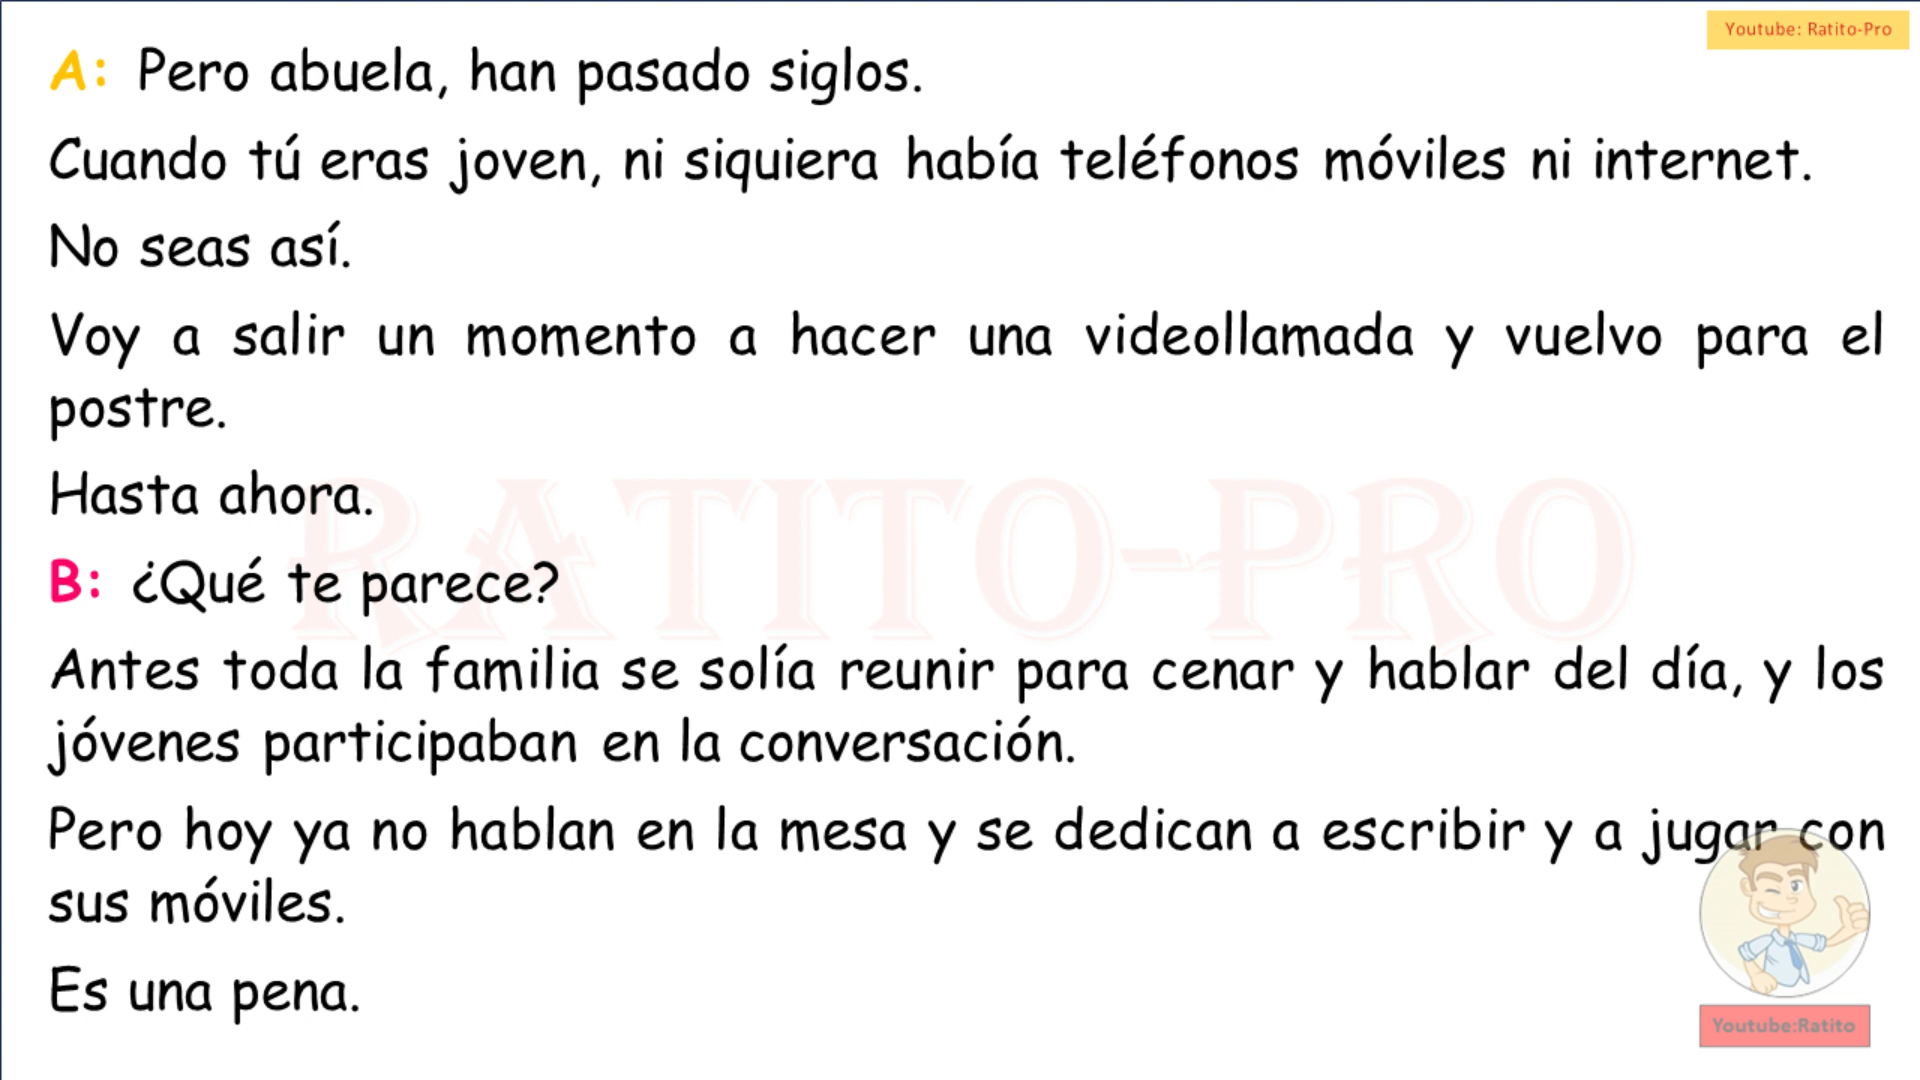 Youtube: Ratito-Pro
A: Pero abuela, han pasado siglos.
Cuando tú eras joven, ni siquiera había teléfonos móviles ni internet.
No seas así.
Voy a salir un momento a hacer una videollamada y vuelvo para el
postre.
Hasta ahora.
RATITO-PRO
B: ¿Qué te parece?
Antes toda la familia se solía reunir para cenar y hablar del día, y los
jóvenes participaban en la conversación.
Pero hoy ya no hablan en la mesa y se dedican a escribir y a jugar con
sus móviles.
Es una pena.
Youtube:Ratito